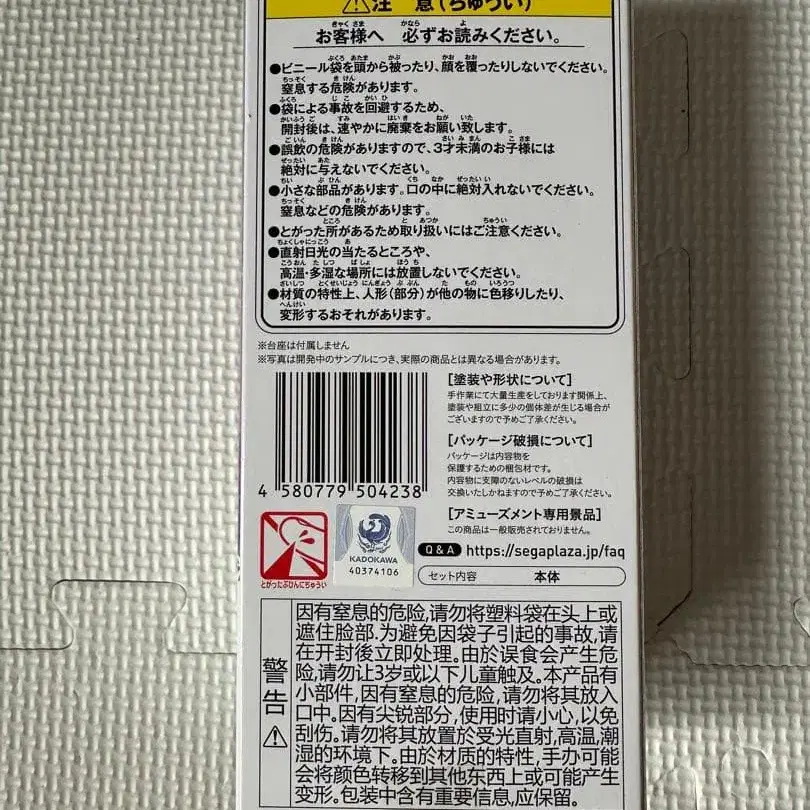 ⚠注 意(ちゅうい)
お客様へ 必ずお読みください。
●ビニール袋を頭から被ったり、顔を覆ったりしないでください。
窒息する危険があります。
●袋による事故を回避するため、
開封後は、速やかに廃棄をお願い致します。
●誤飲の危険がありますので、3才未満のお子様には
絶対に与えないでください。
●小さな部品があります。口の中に絶対入れないでください。
窒息などの危険があります。
●とがった所があるため取り扱いにはご注意ください。
●直射日光の当たるところや、
高温・多湿な場所には放置しないでください。
●材質の特性上、人形(部分)が他の物に色移りしたり、
変形するおそれがあります。
※台座は付属しません
※写真は開発中のサンプルにつき、実際の商品とは異なる場合があります。
[塗装や形状について]
手作業にて大量生産をしております関係上、
塗装や組立に多少の個体差が生じる場合が
ございますので予めご了承ください。
[パッケージ破損について]
パッケージは内容物を
保護するための梱包材です。
内容物に支障のないレベルの破損は
交換いたしかねますので予めご了承ください。
4 580779 504238
[アミューズメント専用景品]
この商品は一般販売されておりません。
Q&A https://segaplaza.jp/faq
KADOKAWA
40374106
とがったぶひんにちゅうい
セット内容 本体
警告⚠
因有窒息的危险,请勿将塑料袋在头上或
遮住脸部.为避免因袋子引起的事故,请
在开封後立即处理。由於误食会产生危
险,请勿让3岁或以下儿童触及。本产品有
小部件,因有窒息的危险,请勿将其放入
口中。因有尖锐部分,使用时请小心,以免
刮伤。请勿将其放置於受光直射,高温,潮
湿的环境下。由於材质的特性,手办可能
会将颜色转移到其他东西上或可能产生
变形。包装中含有重要信息,应保留。